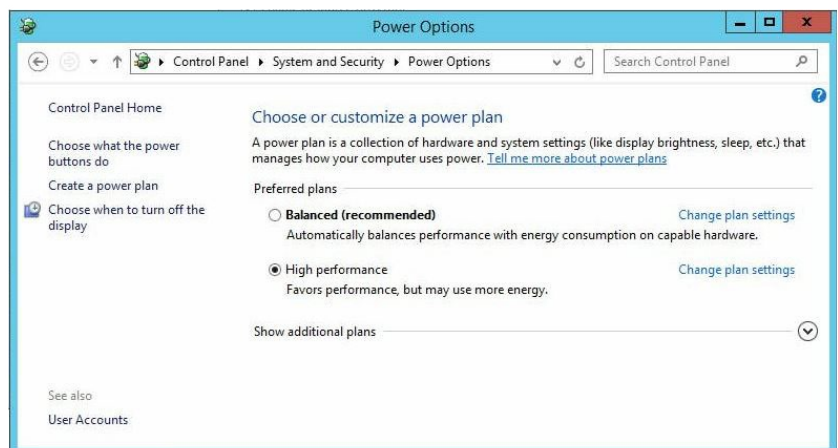 Power Options
Control Panel ▸ System and Security ▸ Power Options
Search Control Panel
Control Panel Home
Choose what the power
buttons do
Create a power plan
Choose when to turn off the
display
See also
User Accounts
Choose or customize a power plan
A power plan is a collection of hardware and system settings (like display brightness, sleep, etc.) that
manages how your computer uses power. Tell me more about power plans
Preferred plans
Balanced (recommended)
Change plan settings
Automatically balances performance with energy consumption on capable hardware.
High performance
Change plan settings
Favors performance, but may use more energy.
Show additional plans